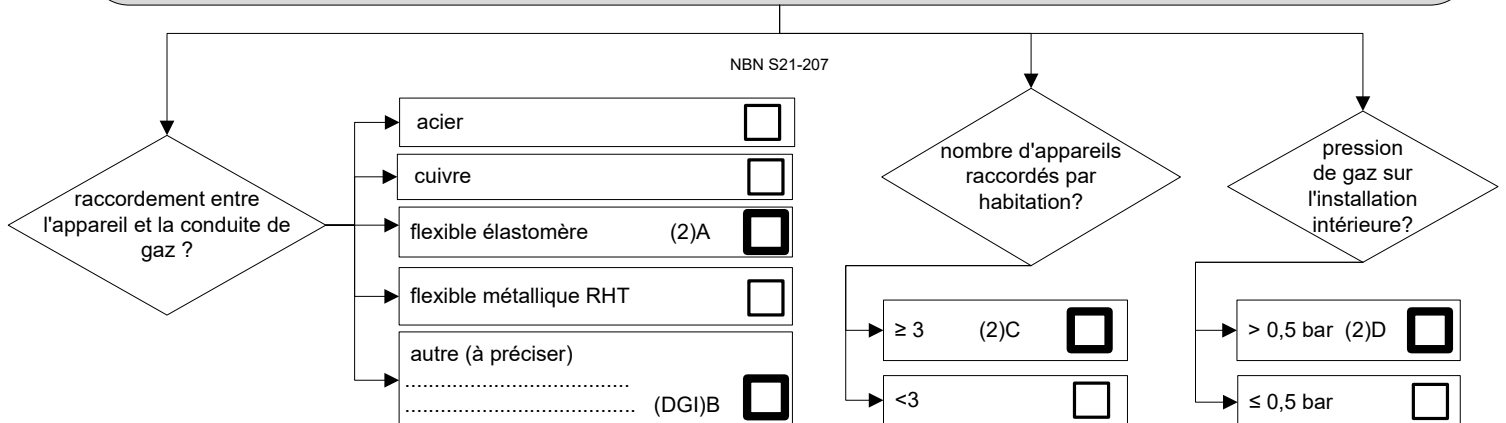 NBN S21-207
raccordement entre
l'appareil et la conduite de
gaz ?
acier
cuivre
flexible élastomère (2)A
flexible métallique RHT
autre (à préciser)
......................................
....................................... (DGI)B
nombre d'appareils
raccordés par
habitation?
≥ 3 (2)C
<3
pression
de gaz sur
l'installation
intérieure?
> 0,5 bar (2)D
≤ 0,5 bar